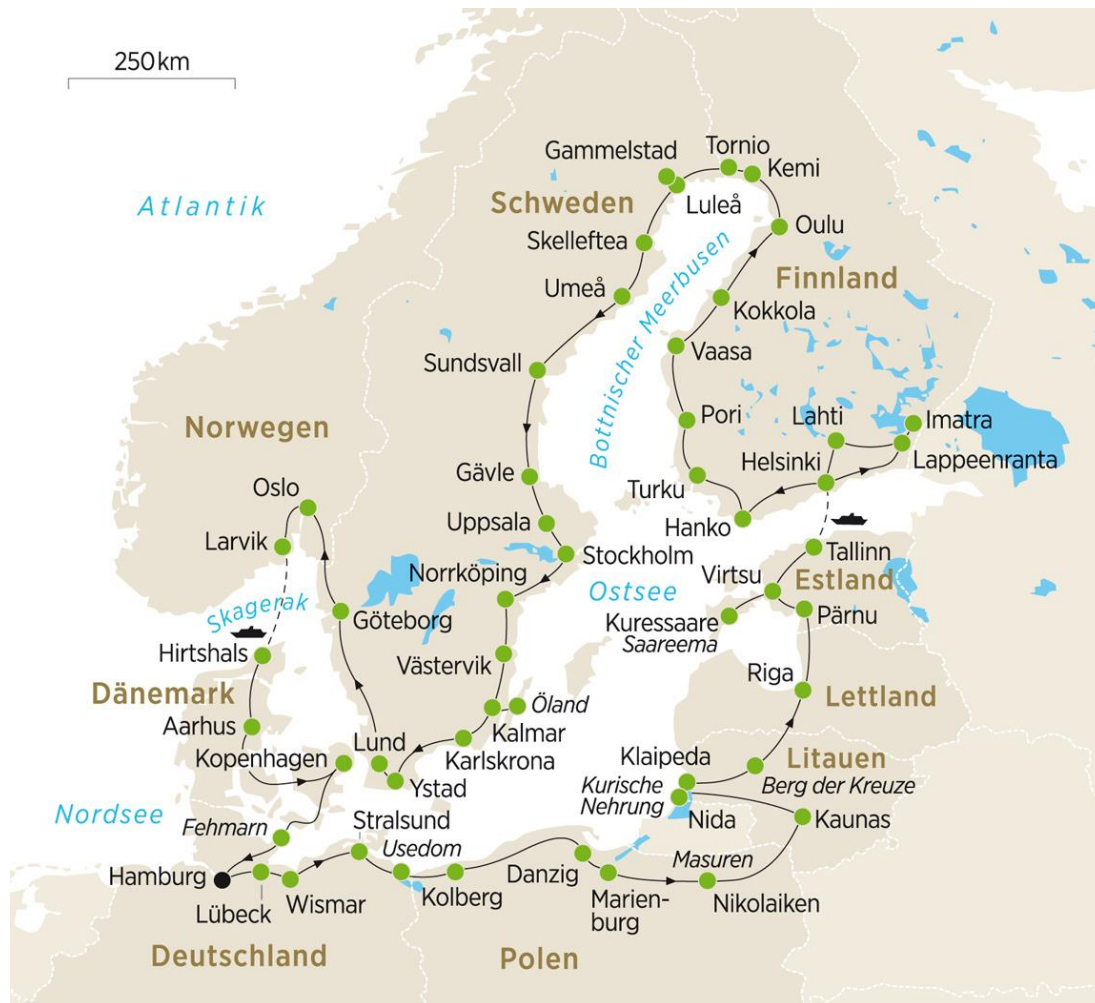 250 km
Gammelstad
Tornio
Kemi
Atlantik
Schweden
Luleå
Skelleftea
Oulu
Finnland
Umeå
Bottnischer Meerbusen
Kokkola
Vaasa
Sundsvall
Norwegen
Pori
Lahti
Imatra
Gävle
Helsinki
Lappeenranta
Oslo
Turku
Uppsala
Hanko
Larvik
Stockholm
Tallinn
Norrköping
Virtsu
Estland
Ostsee
Skagerak
Göteborg
Kuressaare
Saareema
Pärnu
Hirtshals
Västervik
Riga
Dänemark
Lettland
Öland
Aarhus
Kalmar
Lund
Kopenhagen
Karlskrona
Klaipeda
Litauen
Ystad
Kurische
Nehrung
Berg der Kreuze
Nordsee
Stralsund
Nida
Kaunas
Fehmarn
Usedom
Masuren
Hamburg
Danzig
Wismar
Kolberg
Marien-
burg
Nikolaiken
Lübeck
Deutschland
Polen